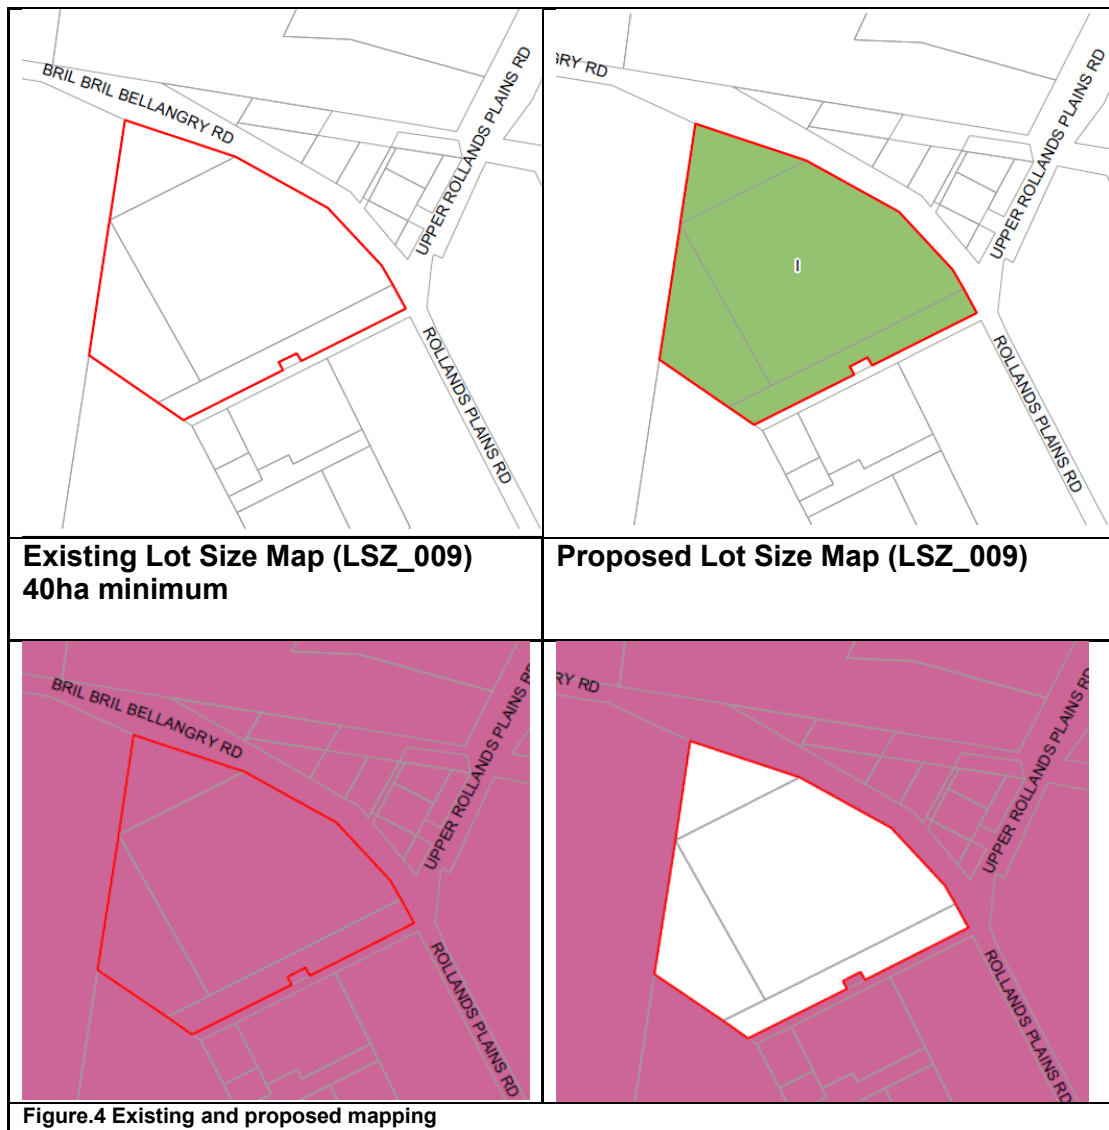 BRIL BRIL BELLANGRY RD
UPPER ROLLANDS PLAINS RD
ROLLANDS PLAINS RD
GRY RD
UPPER ROLLANDS PLAINS RD
I
ROLLANDS PLAINS RD
Existing Lot Size Map (LSZ_009)
40ha minimum
Proposed Lot Size Map (LSZ_009)
BRIL BRIL BELLANGRY RD
UPPER ROLLANDS PLAINS RD
ROLLANDS PLAINS RD
RY RD
UPPER ROLLANDS PLAINS RD
ROLLANDS PLAINS RD
Figure.4 Existing and proposed mapping